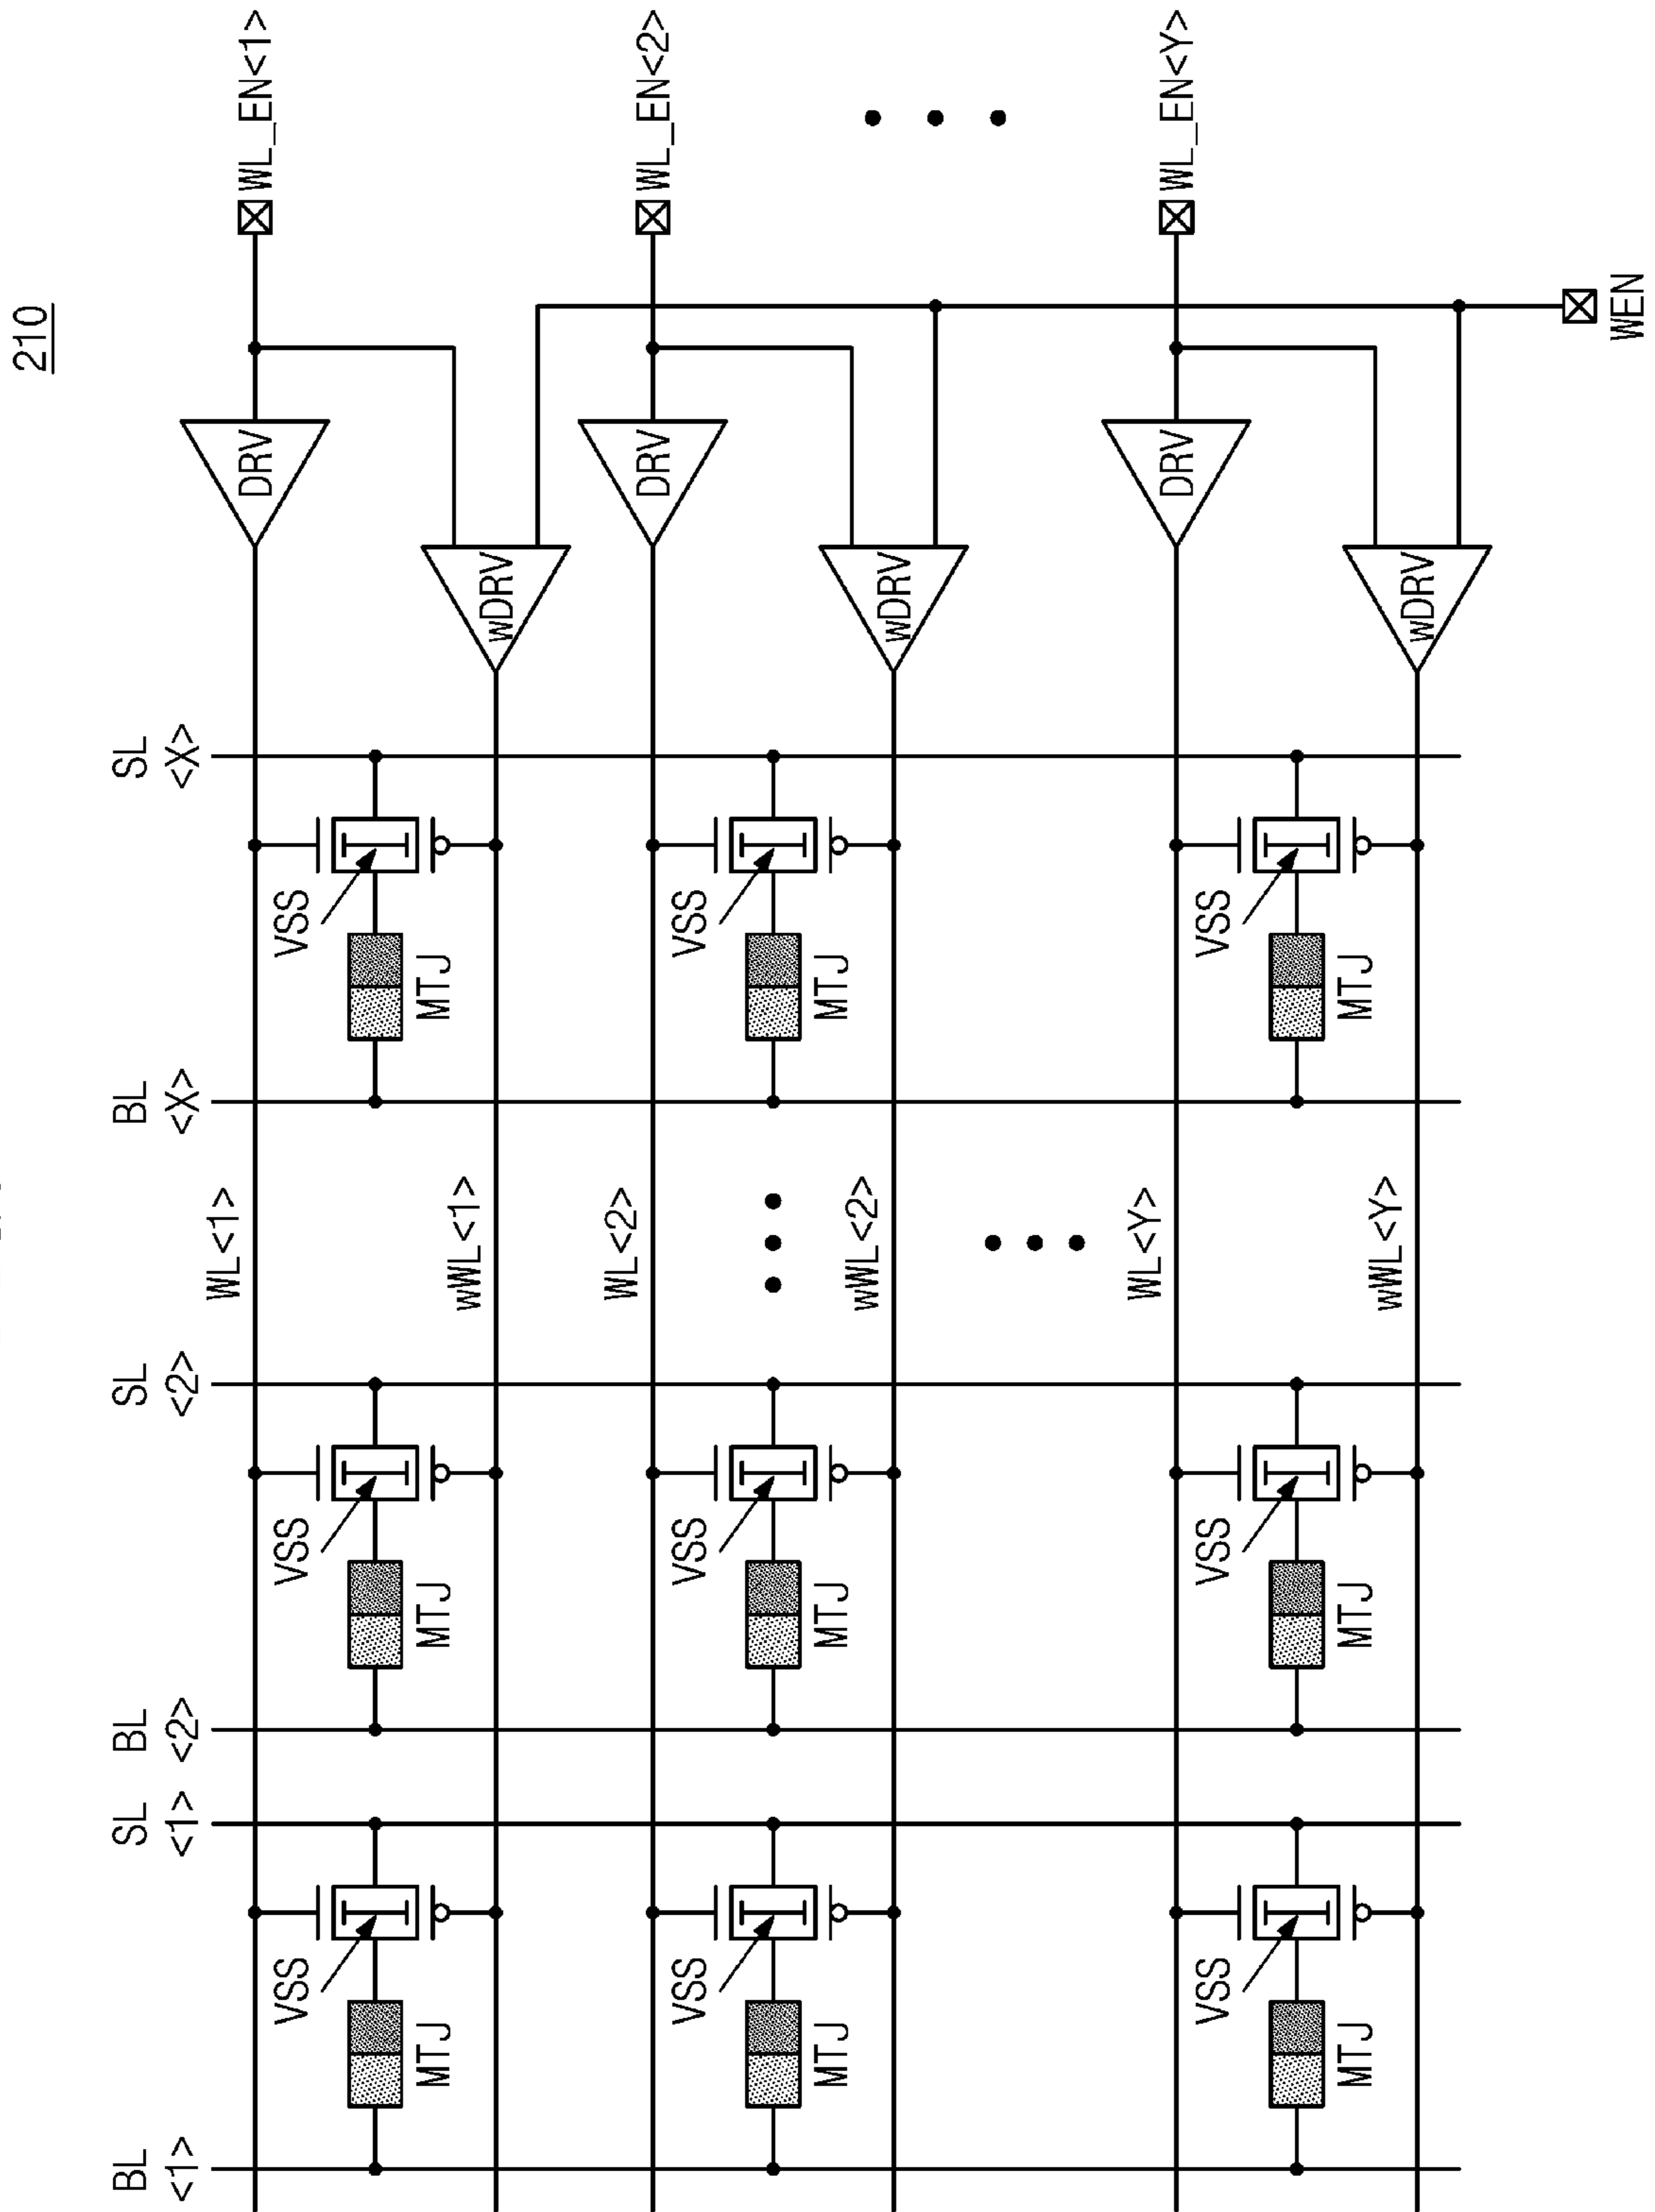 210
BL <1>
SL <1>
BL <2>
SL <2>
BL <X>
SL <X>
WL<1>
DRV
WL_EN<1>
VSS
VSS
VSS
MTJ
MTJ
MTJ
wWL<1>
wDRV
WL<2>
DRV
WL_EN<2>
VSS
VSS
VSS
MTJ
MTJ
MTJ
wWL<2>
wDRV
WL<Y>
DRV
WL_EN<Y>
VSS
VSS
VSS
MTJ
MTJ
MTJ
wWL<Y>
wDRV
WEN